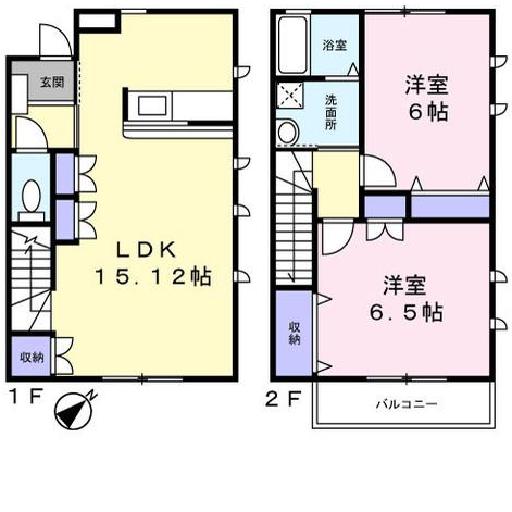 玄関
LDK
15.12帖
収納
1F
N
浴室
洗面所
洋室
6帖
洋室
6.5帖
収納
2F
バルコニー